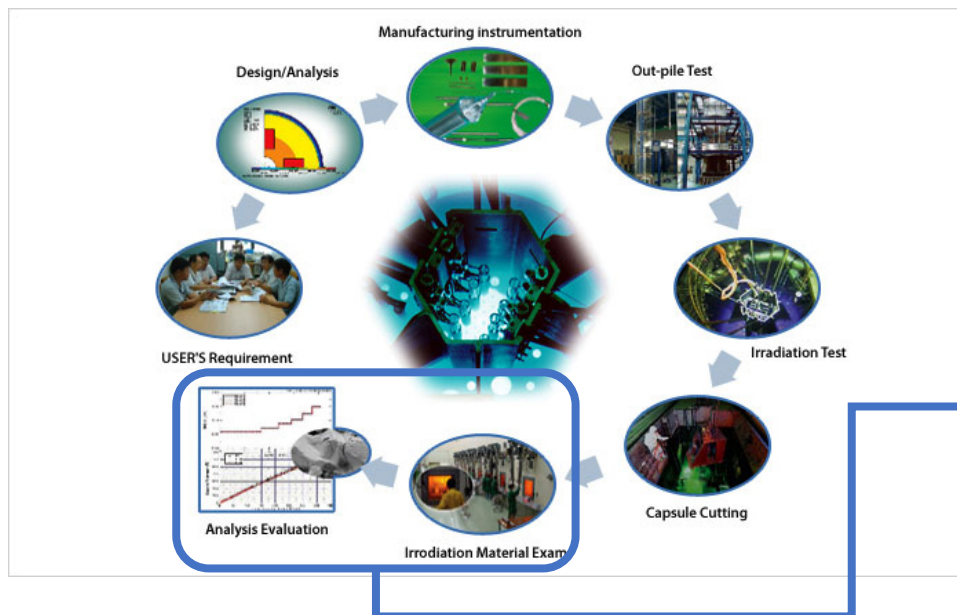 Manufacturing instrumentation
Design/Analysis
Out-pile Test
USER'S Requirement
Irradiation Test
Analysis Evaluation
Irrodiation Material Exam
Capsule Cutting